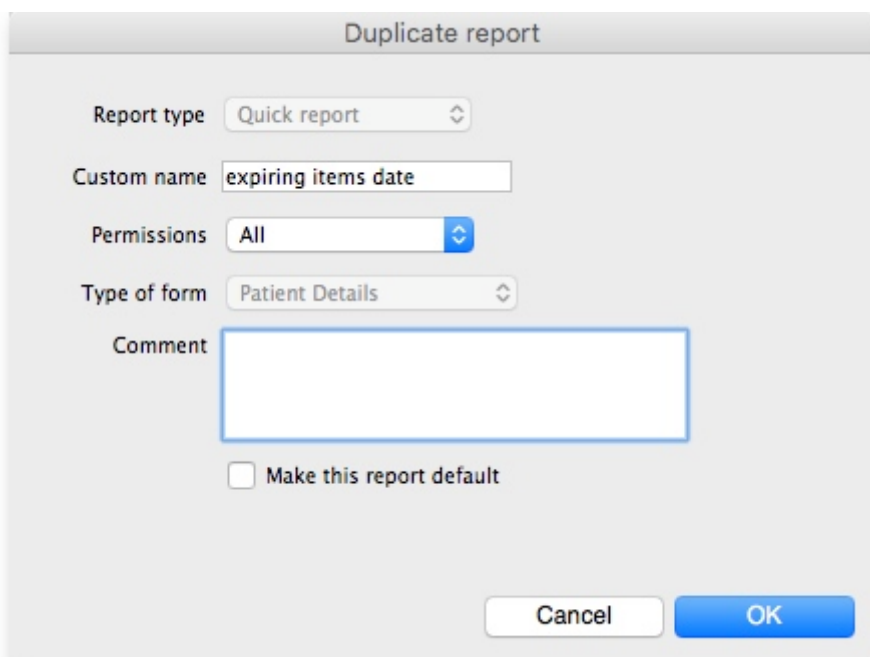 Duplicate report
Report type Quick report
Custom name expiring items date
Permissions All
Type of form Patient Details
Comment
Make this report default
Cancel OK